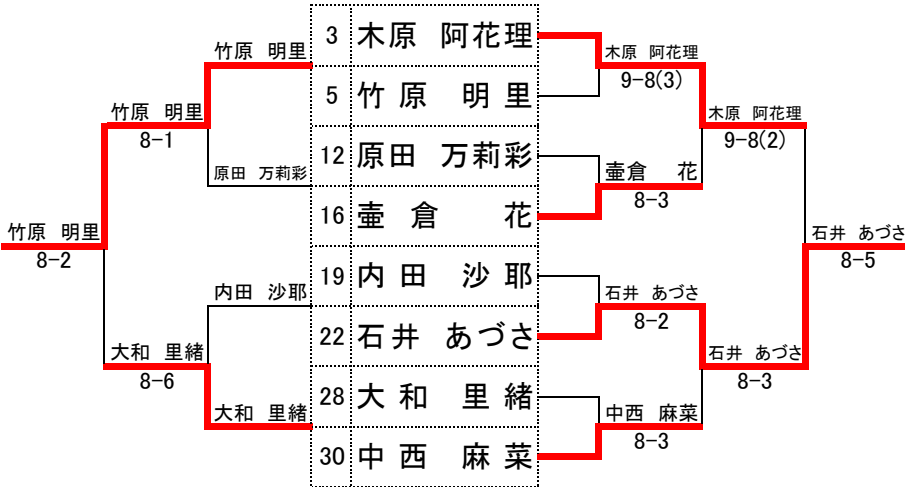 竹原 明里
8-2
竹原 明里
8-1
大和 里緒
8-6
竹原 明里
原田 万莉彩
内田 沙耶
大和 里緒
3 木原 阿花理
5 竹原 明里
12 原田 万莉彩
16 壷倉 花
19 内田 沙耶
22 石井 あづさ
28 大和 里緒
30 中西 麻菜
木原 阿花理
9-8(3)
壷倉 花
8-3
石井 あづさ
8-2
中西 麻菜
8-3
木原 阿花理
9-8(2)
石井 あづさ
8-3
石井 あづさ
8-5